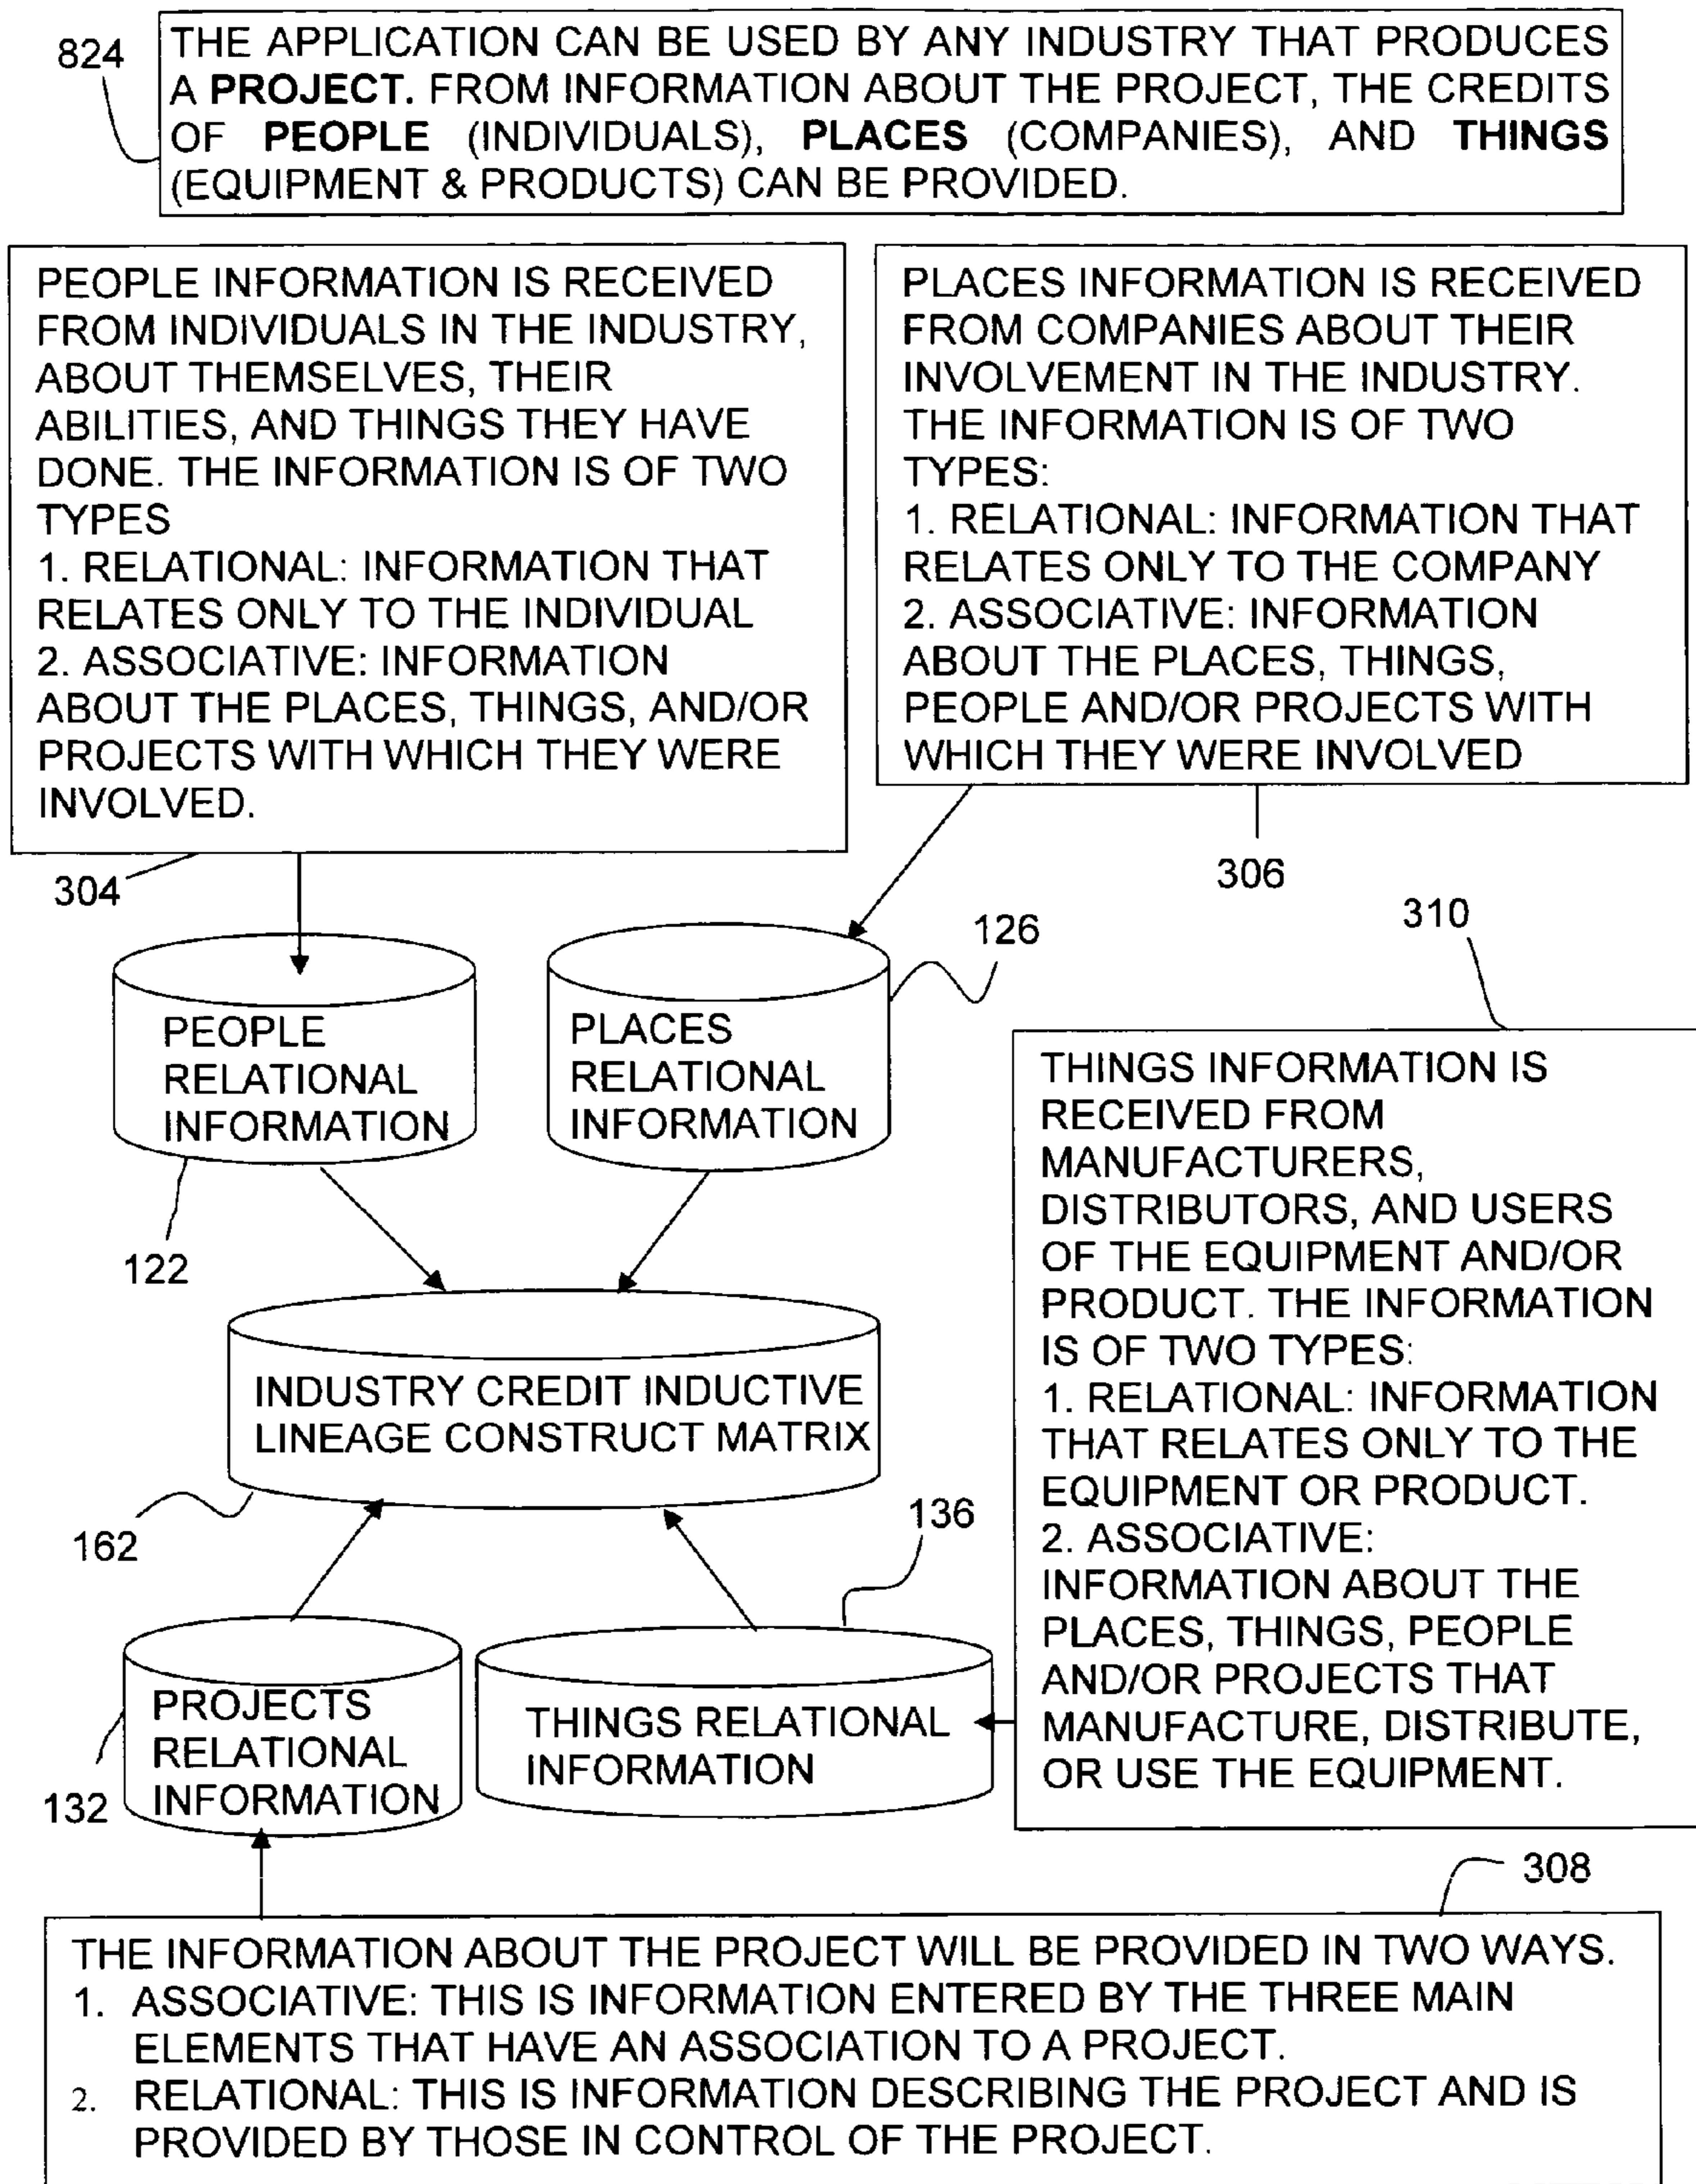 824
THE APPLICATION CAN BE USED BY ANY INDUSTRY THAT PRODUCES
A PROJECT. FROM INFORMATION ABOUT THE PROJECT, THE CREDITS
OF PEOPLE (INDIVIDUALS), PLACES (COMPANIES), AND THINGS
(EQUIPMENT & PRODUCTS) CAN BE PROVIDED.
PEOPLE INFORMATION IS RECEIVED
FROM INDIVIDUALS IN THE INDUSTRY,
ABOUT THEMSELVES, THEIR
ABILITIES, AND THINGS THEY HAVE
DONE. THE INFORMATION IS OF TWO
TYPES
1. RELATIONAL: INFORMATION THAT
RELATES ONLY TO THE INDIVIDUAL
2. ASSOCIATIVE: INFORMATION
ABOUT THE PLACES, THINGS, AND/OR
PROJECTS WITH WHICH THEY WERE
INVOLVED.
304
PLACES INFORMATION IS RECEIVED
FROM COMPANIES ABOUT THEIR
INVOLVEMENT IN THE INDUSTRY.
THE INFORMATION IS OF TWO
TYPES:
1. RELATIONAL: INFORMATION THAT
RELATES ONLY TO THE COMPANY
2. ASSOCIATIVE: INFORMATION
ABOUT THE PLACES, THINGS,
PEOPLE AND/OR PROJECTS WITH
WHICH THEY WERE INVOLVED
306
PEOPLE
RELATIONAL
INFORMATION
122
126
PLACES
RELATIONAL
INFORMATION
310
THINGS INFORMATION IS
RECEIVED FROM
MANUFACTURERS,
DISTRIBUTORS, AND USERS
OF THE EQUIPMENT AND/OR
PRODUCT. THE INFORMATION
IS OF TWO TYPES:
1. RELATIONAL: INFORMATION
THAT RELATES ONLY TO THE
EQUIPMENT OR PRODUCT.
2. ASSOCIATIVE:
INFORMATION ABOUT THE
PLACES, THINGS, PEOPLE
AND/OR PROJECTS THAT
MANUFACTURE, DISTRIBUTE,
OR USE THE EQUIPMENT.
INDUSTRY CREDIT INDUCTIVE
LINEAGE CONSTRUCT MATRIX
162
136
PROJECTS
RELATIONAL
INFORMATION
132
THINGS RELATIONAL
INFORMATION
308
THE INFORMATION ABOUT THE PROJECT WILL BE PROVIDED IN TWO WAYS.
1. ASSOCIATIVE: THIS IS INFORMATION ENTERED BY THE THREE MAIN
ELEMENTS THAT HAVE AN ASSOCIATION TO A PROJECT.
2. RELATIONAL: THIS IS INFORMATION DESCRIBING THE PROJECT AND IS
PROVIDED BY THOSE IN CONTROL OF THE PROJECT.